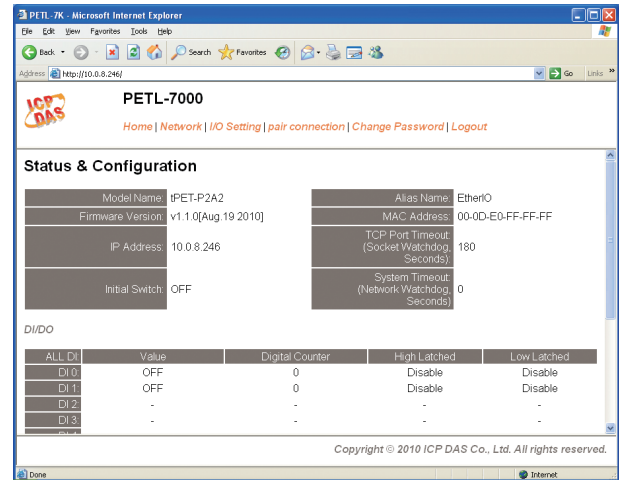 PETL-7K - Microsoft Internet Explorer
File Edit View Favorites Tools Help
Back Search Favorites
Address http://10.0.8.246/ Go Links »
ICP DAS
PETL-7000
Home | Network | I/O Setting | pair connection | Change Password | Logout
Status & Configuration
Model Name: tPET-P2A2 Alias Name: EtherIO
Firmware Version: v1.1.0[Aug.19 2010] MAC Address: 00-0D-E0-FF-FF-FF
IP Address: 10.0.8.246 TCP Port Timeout: (Socket Watchdog, Seconds): 180
Initial Switch: OFF System Timeout: (Network Watchdog, Seconds) 0
DI/DO
ALL DI: Value Digital Counter High Latched Low Latched
DI 0: OFF 0 Disable Disable
DI 1: OFF 0 Disable Disable
DI 2: - - - -
DI 3: - - - -
Copyright © 2010 ICP DAS Co., Ltd. All rights reserved.
Done Internet